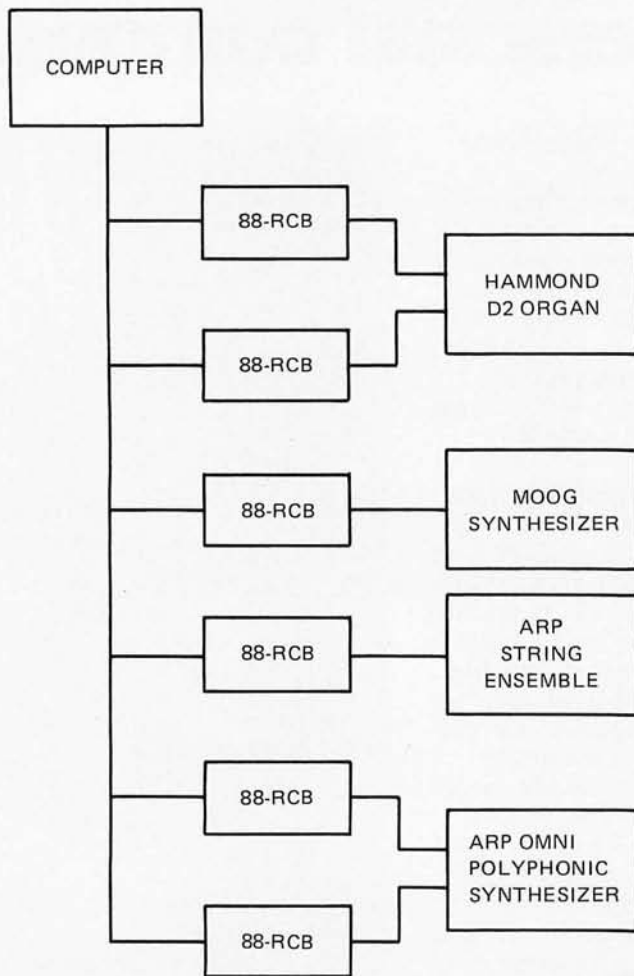 COMPUTER
88-RCB
HAMMOND
D2 ORGAN
88-RCB
88-RCB
MOOG
SYNTHESIZER
88-RCB
ARP
STRING
ENSEMBLE
88-RCB
ARP OMNI
POLYPHONIC
SYNTHESIZER
88-RCB